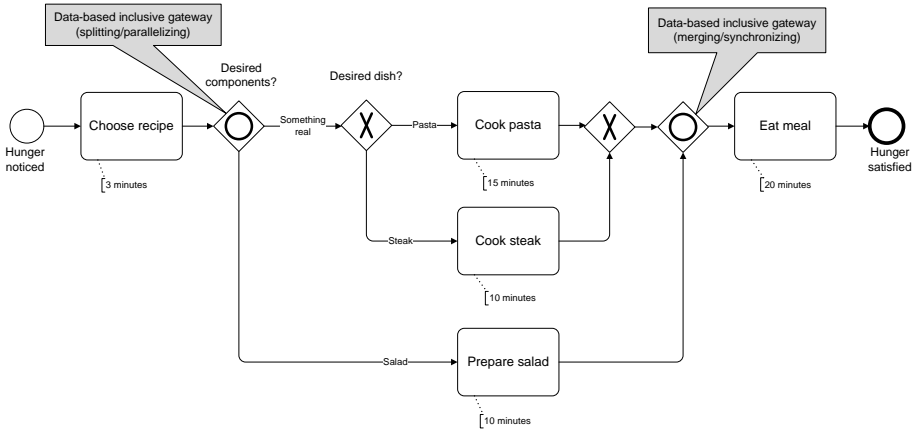 Data-based inclusive gateway
(splitting/parallelizing)
Data-based inclusive gateway
(merging/synchronizing)
Desired
components?
Desired dish?
Hunger
noticed
Choose recipe
3 minutes
Something
real
X
Pasta
Cook pasta
15 minutes
X
Eat meal
20 minutes
Hunger
satisfied
Steak
Cook steak
10 minutes
Salad
Prepare salad
10 minutes